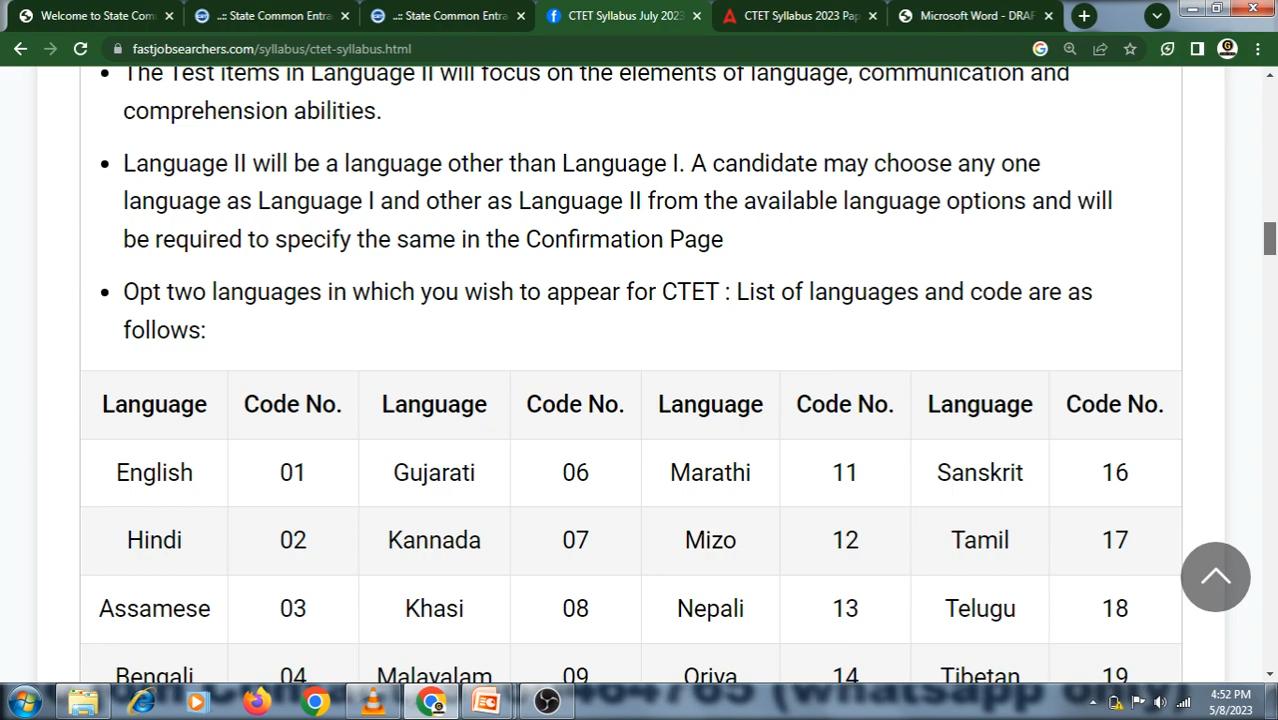 Welcome to State Com
..:: State Common Entra
..:: State Common Entra
CTET Syllabus July 2023
CTET Syllabus 2023 Pap
Microsoft Word - DRAF
fastjobsearchers.com/syllabus/ctet-syllabus.html
• The Test items in Language II will focus on the elements of language, communication and
comprehension abilities.
• Language II will be a language other than Language I. A candidate may choose any one
language as Language I and other as Language II from the available language options and will
be required to specify the same in the Confirmation Page
• Opt two languages in which you wish to appear for CTET : List of languages and code are as
follows:
Language Code No. Language Code No. Language Code No. Language Code No.
English 01 Gujarati 06 Marathi 11 Sanskrit 16
Hindi 02 Kannada 07 Mizo 12 Tamil 17
Assamese 03 Khasi 08 Nepali 13 Telugu 18
Bengali 04 Malayalam 09 Oriya 14 Tibetan 19
4:52 PM
5/8/2023